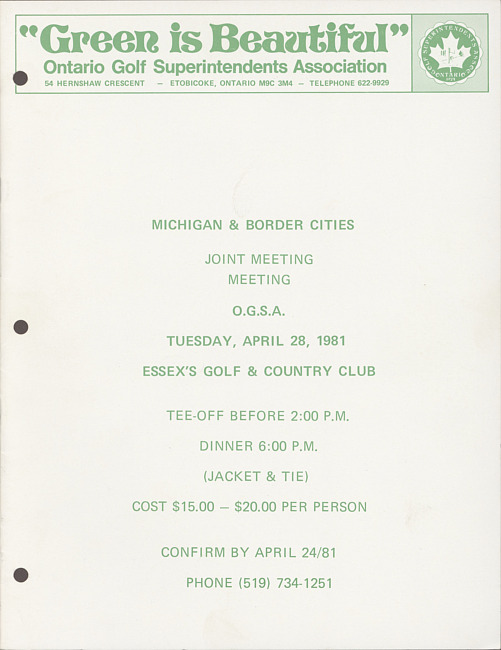 "Green is Beautiful"
Ontario Golf Superintendents Association
54 HERNSHAW CRESCENT — ETOBICOKE, ONTARIO M9C 3M4 — TELEPHONE 622-9929
MICHIGAN & BORDER CITIES
JOINT MEETING
MEETING
O.G.S.A.
TUESDAY, APRIL 28, 1981
ESSEX'S GOLF & COUNTRY CLUB
TEE-OFF BEFORE 2:00 P.M.
DINNER 6:00 P.M.
(JACKET & TIE)
COST $15.00 — $20.00 PER PERSON
CONFIRM BY APRIL 24/81
PHONE (519) 734-1251